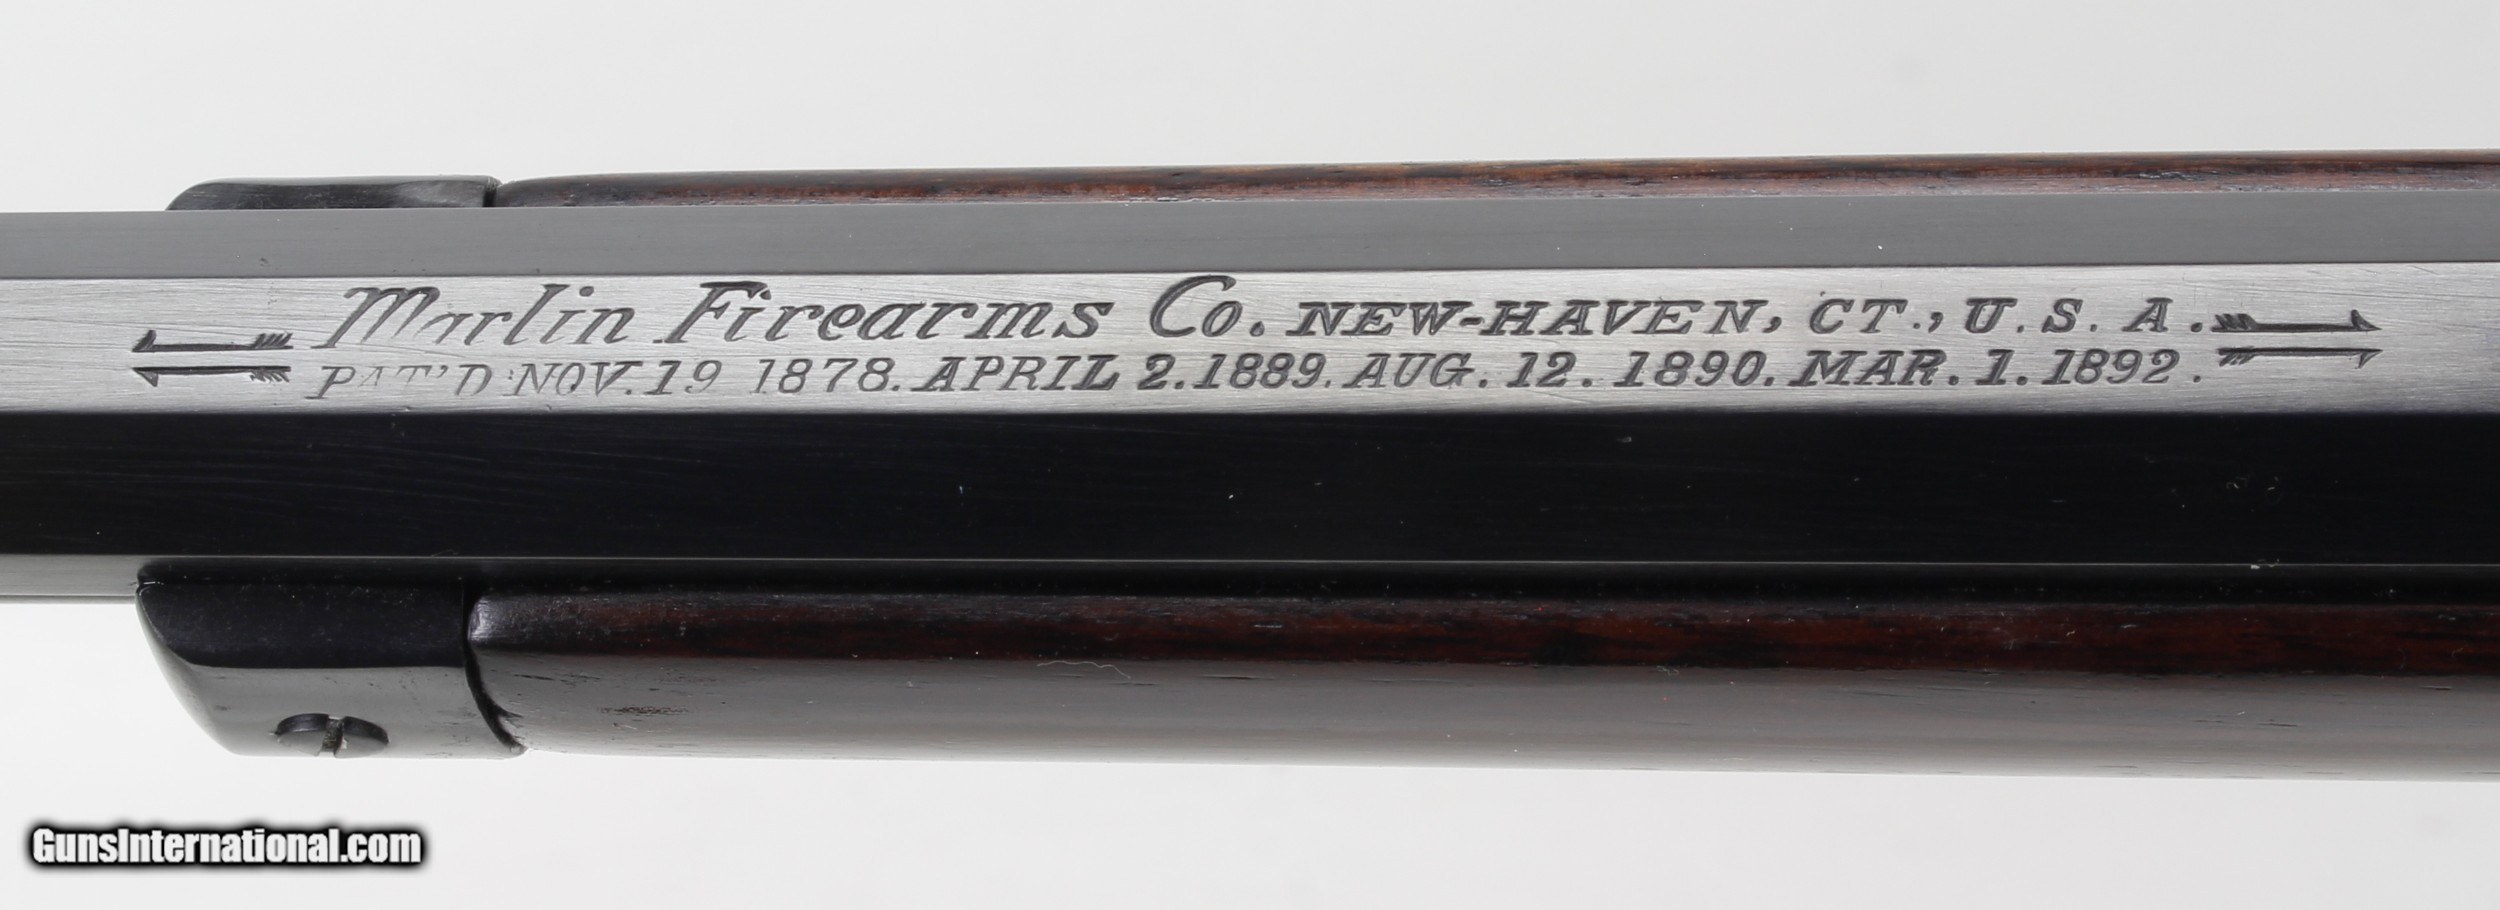 Marlin Firearms Co. NEW-HAVEN, CT., U.S.A.
PAT'D NOV. 19 1878. APRIL 2. 1889. AUG. 12. 1890. MAR. 1. 1892.
GunsInternational.com